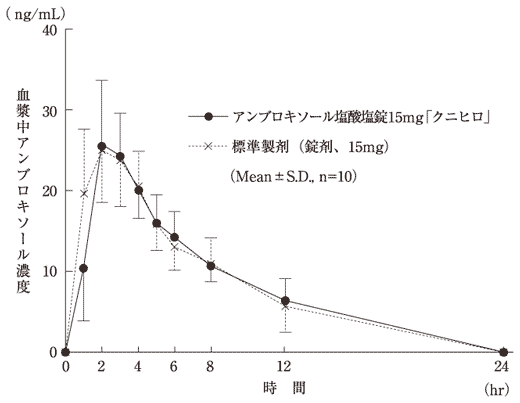 (ng/mL)
40
30
20
10
0
血漿中アンブロキソール濃度
アンブロキソール塩酸塩錠15mg「クニヒロ」
標準製剤（錠剤、15mg）
(Mean±S.D., n=10)
0 2 4 6 8 12 24
時　間 (hr)